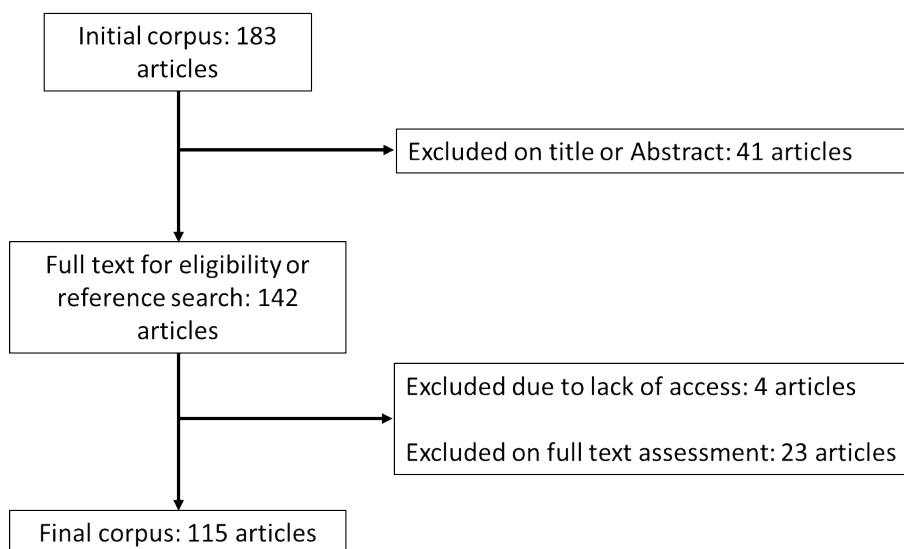 Initial corpus: 183
articles
Excluded on title or Abstract: 41 articles
Full text for eligibility or
reference search: 142
articles
Excluded due to lack of access: 4 articles
Excluded on full text assessment: 23 articles
Final corpus: 115 articles